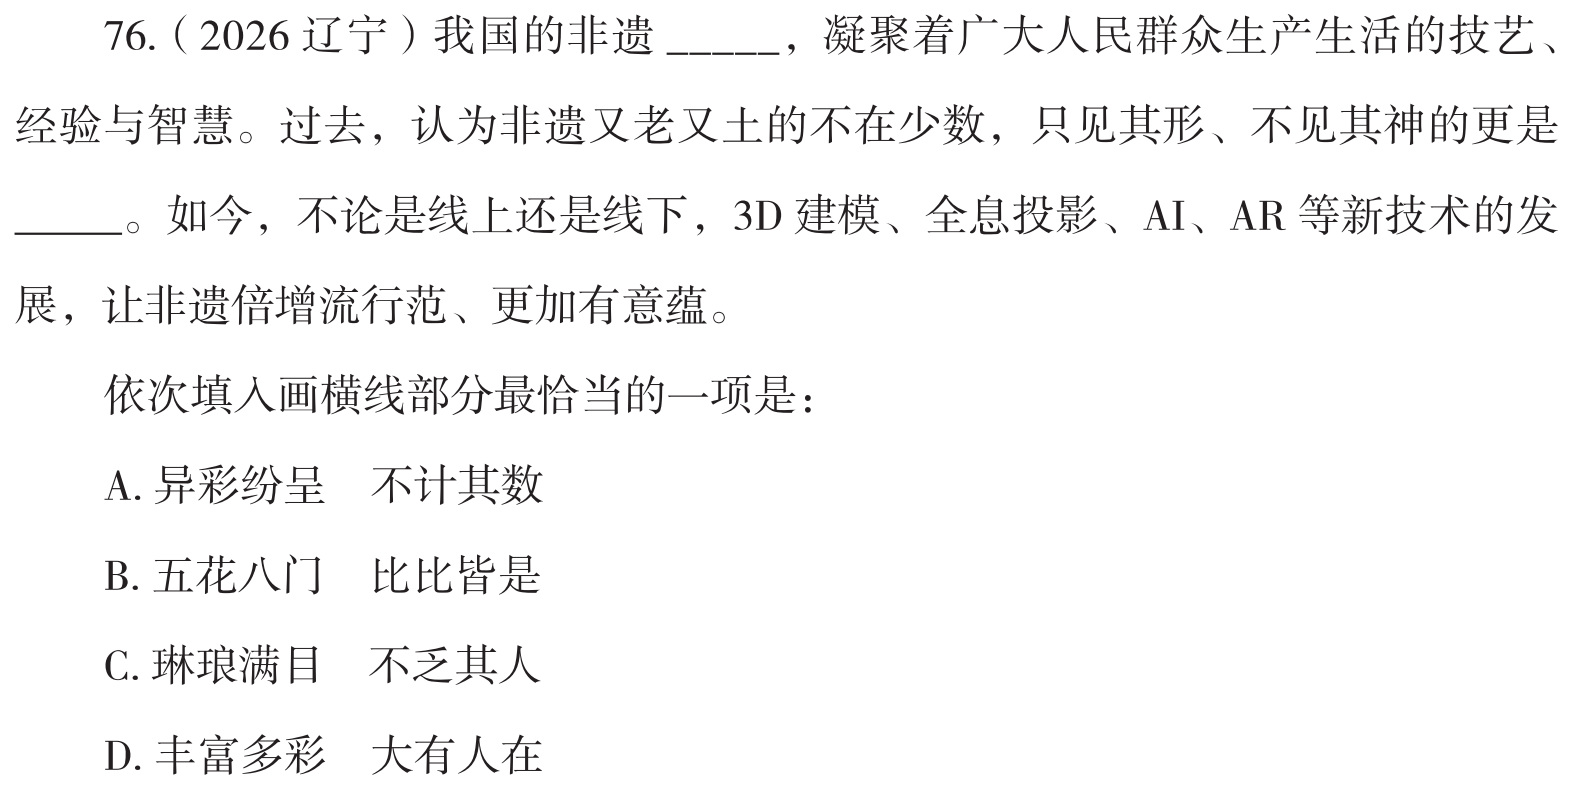 76.（2026 辽宁）我国的非遗 _____，凝聚着广大人民群众生产生活的技艺、
经验与智慧。过去，认为非遗又老又土的不在少数，只见其形、不见其神的更是
_____。如今，不论是线上还是线下，3D 建模、全息投影、AI、AR 等新技术的发
展，让非遗倍增流行范、更加有意蕴。
依次填入画横线部分最恰当的一项是：
A. 异彩纷呈　不计其数
B. 五花八门　比比皆是
C. 琳琅满目　不乏其人
D. 丰富多彩　大有人在